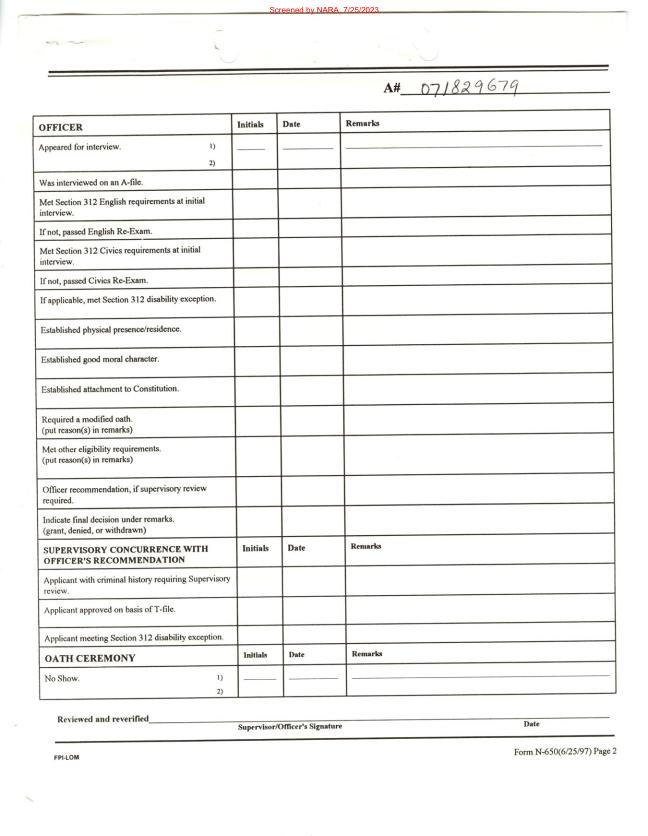 Screened by NARA, 7/25/2023
A# 071829679
OFFICER Initials Date Remarks
Appeared for interview. 1)
2)
Was interviewed on an A-file.
Met Section 312 English requirements at initial
interview.
If not, passed English Re-Exam.
Met Section 312 Civics requirements at initial
interview.
If not, passed Civics Re-Exam.
If applicable, met Section 312 disability exception.
Established physical presence/residence.
Established good moral character.
Established attachment to Constitution.
Required a modified oath.
(put reason(s) in remarks)
Met other eligibility requirements.
(put reason(s) in remarks)
Officer recommendation, if supervisory review
required.
Indicate final decision under remarks.
(grant, denied, or withdrawn)
SUPERVISORY CONCURRENCE WITH Initials Date Remarks
OFFICER'S RECOMMENDATION
Applicant with criminal history requiring Supervisory
review.
Applicant approved on basis of T-file.
Applicant meeting Section 312 disability exception.
OATH CEREMONY Initials Date Remarks
No Show. 1)
2)
Reviewed and reverified
Supervisor/Officer's Signature Date
FPI-LOM Form N-650(6/25/97) Page 2